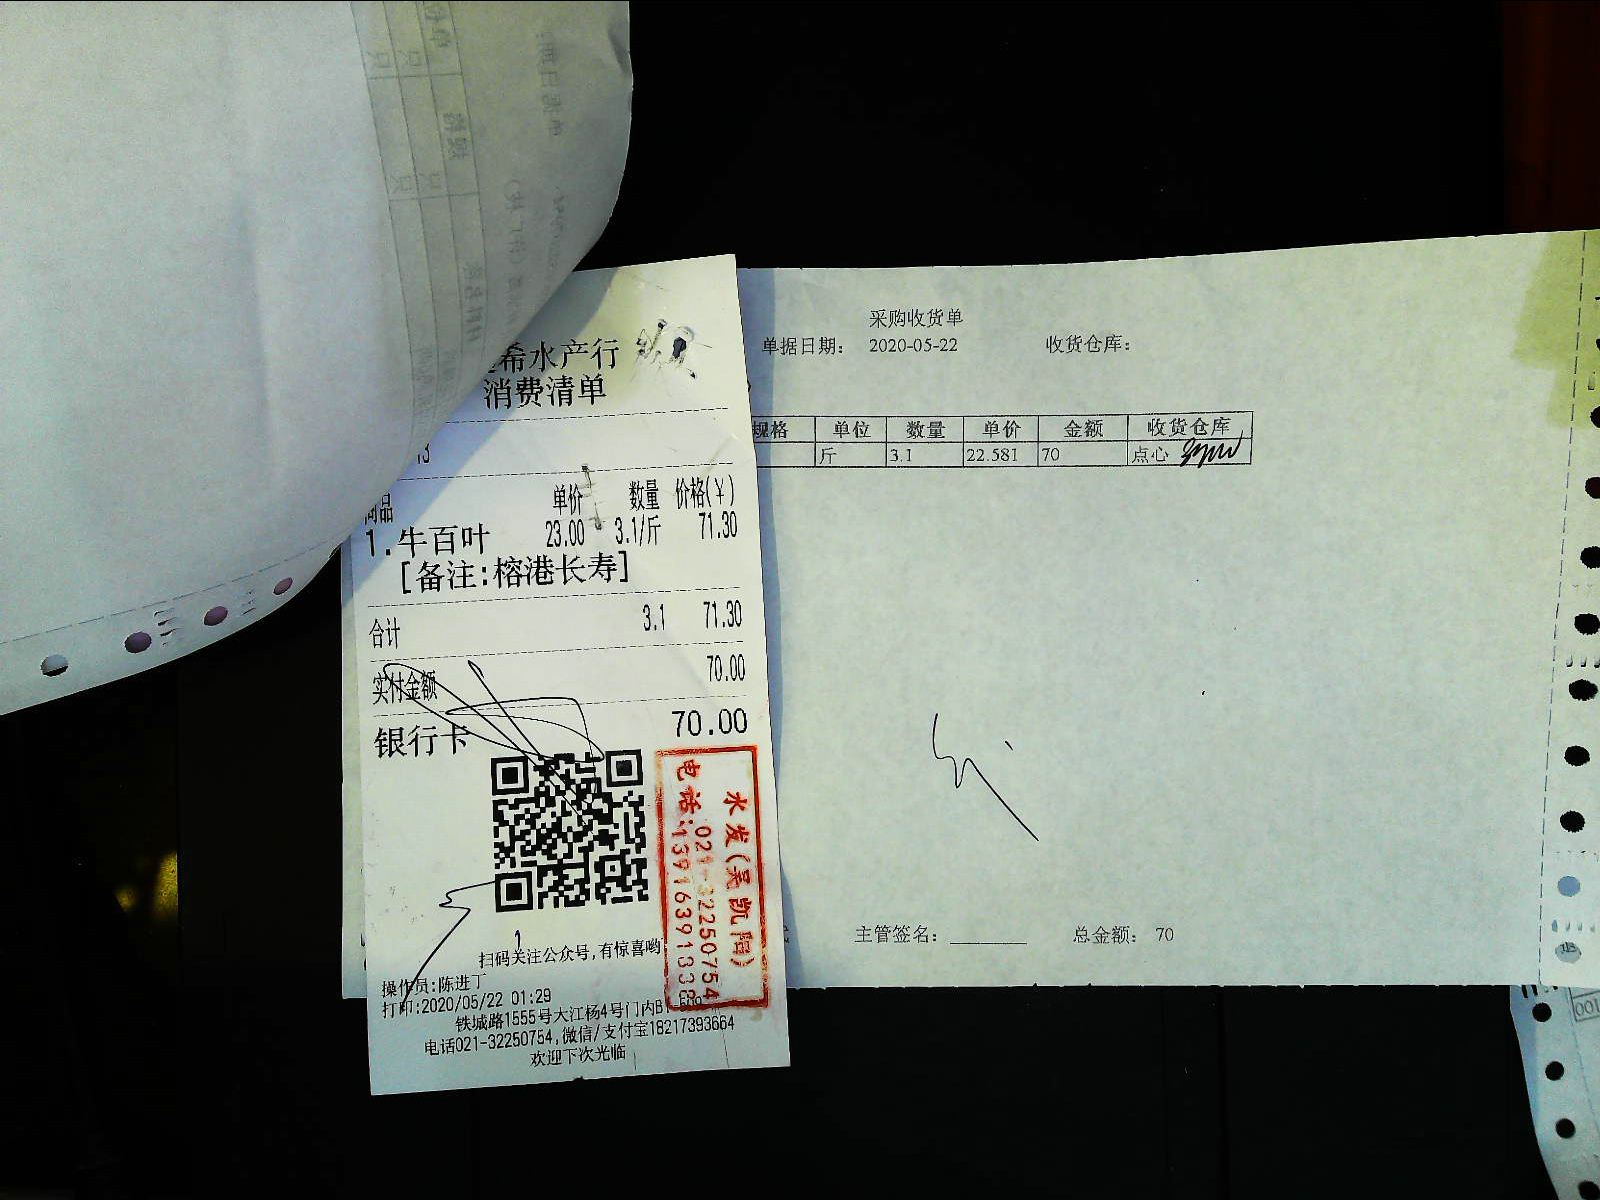 希水产行
消费清单
13
商品 单价 数量 价格(¥)
1.牛百叶 23.00 3.1/斤 71.30
[备注:榕港长寿]
合计 3.1 71.30
实付金额 70.00
银行卡 70.00
水发(吴凯陪)
电话:021-32250754
13916391338
扫码关注公众号,有惊喜哟
操作员:陈进丁
打印:2020/05/22 01:29
铁城路1555号大江杨4号门内B1
电话021-32250754,微信/支付宝18217393664
欢迎下次光临
采购收货单
单据日期: 2020-05-22 收货仓库:
规格 单位 数量 单价 金额 收货仓库
斤 3.1 22.581 70 点心
主管签名: 总金额: 70
001